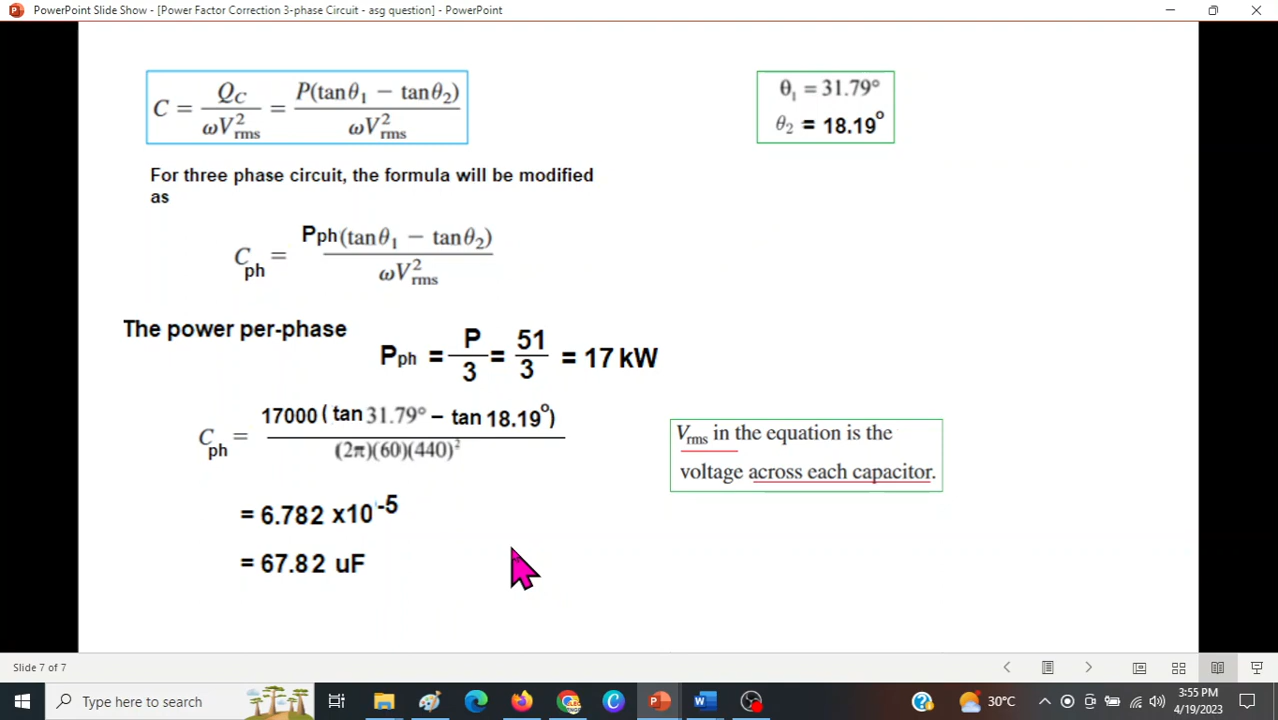 PowerPoint Slide Show - [Power Factor Correction 3-phase Circuit - asg question] - PowerPoint
C = Q_C / ωV²rms = P(tanθ₁ − tanθ₂) / ωV²rms
θ₁ = 31.79°
θ₂ = 18.19°
For three phase circuit, the formula will be modified
as
C ph = Pph(tanθ₁ − tanθ₂) / ωV²rms
The power per-phase
Pph = P / 3 = 51 / 3 = 17 kW
C ph = 17000 ( tan 31.79° − tan 18.19° ) / (2π)(60)(440)²
Vrms in the equation is the
voltage across each capacitor.
= 6.782 x10⁻⁵
= 67.82 uF
Slide 7 of 7
Type here to search
30°C
3:55 PM
4/19/2023